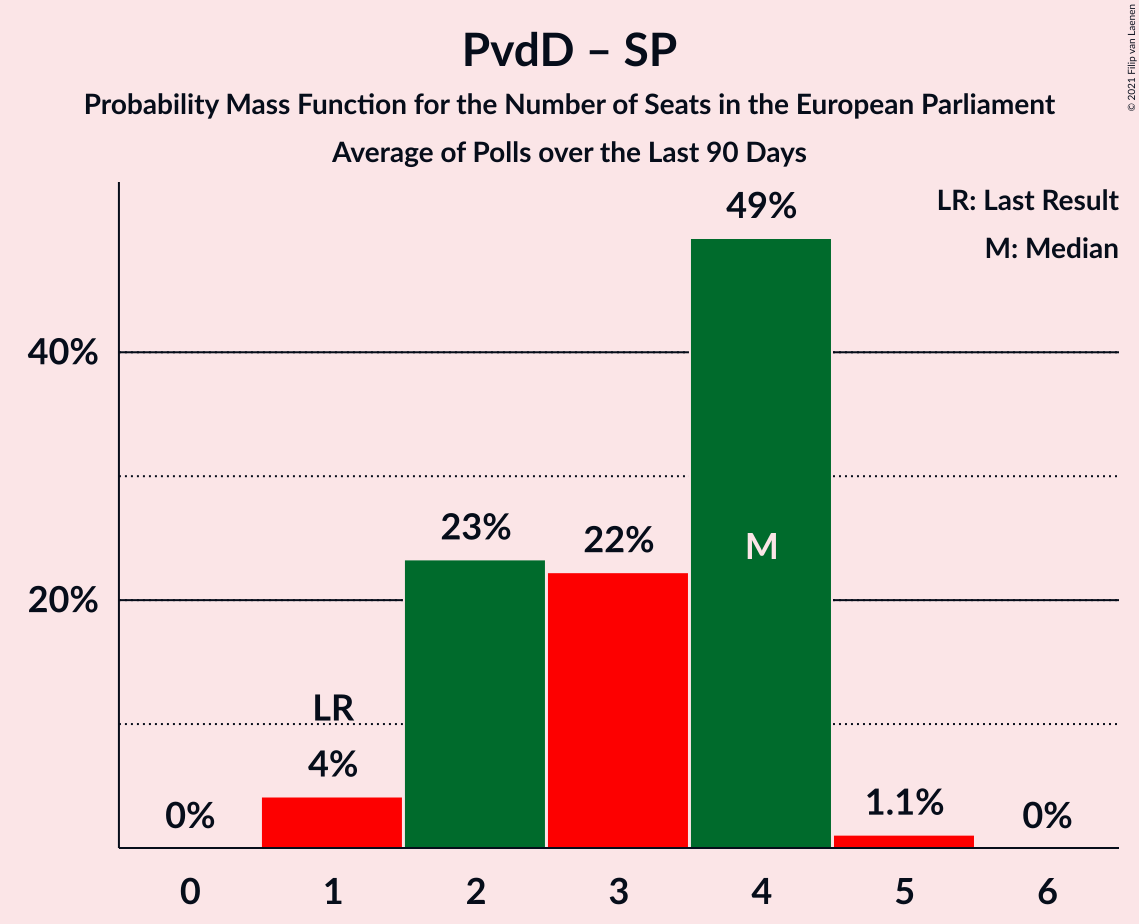 PvdD – SP
Probability Mass Function for the Number of Seats in the European Parliament
Average of Polls over the Last 90 Days
© 2021 Filip van Laenen
LR: Last Result
M: Median
40%
20%
0%
LR
4%
23%
22%
49%
M
1.1%
0%
0 1 2 3 4 5 6